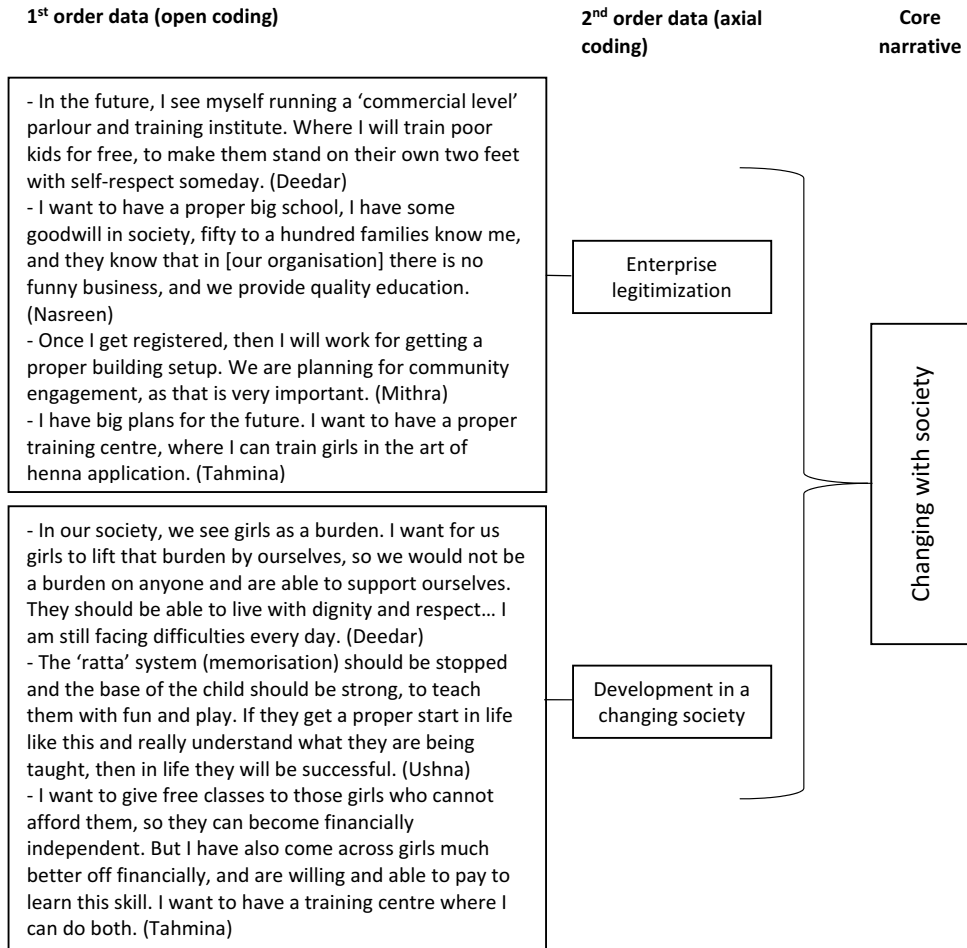 1st order data (open coding)
2nd order data (axial
coding)
Core
narrative
- In the future, I see myself running a ‘commercial level’
parlour and training institute. Where I will train poor
kids for free, to make them stand on their own two feet
with self-respect someday. (Deedar)
- I want to have a proper big school, I have some
goodwill in society, fifty to a hundred families know me,
and they know that in [our organisation] there is no
funny business, and we provide quality education.
(Nasreen)
- Once I get registered, then I will work for getting a
proper building setup. We are planning for community
engagement, as that is very important. (Mithra)
- I have big plans for the future. I want to have a proper
training centre, where I can train girls in the art of
henna application. (Tahmina)
Enterprise
legitimization
- In our society, we see girls as a burden. I want for us
girls to lift that burden by ourselves, so we would not be
a burden on anyone and are able to support ourselves.
They should be able to live with dignity and respect… I
am still facing difficulties every day. (Deedar)
- The ‘ratta’ system (memorisation) should be stopped
and the base of the child should be strong, to teach
them with fun and play. If they get a proper start in life
like this and really understand what they are being
taught, then in life they will be successful. (Ushna)
- I want to give free classes to those girls who cannot
afford them, so they can become financially
independent. But I have also come across girls much
better off financially, and are willing and able to pay to
learn this skill. I want to have a training centre where I
can do both. (Tahmina)
Development in a
changing society
Changing with society